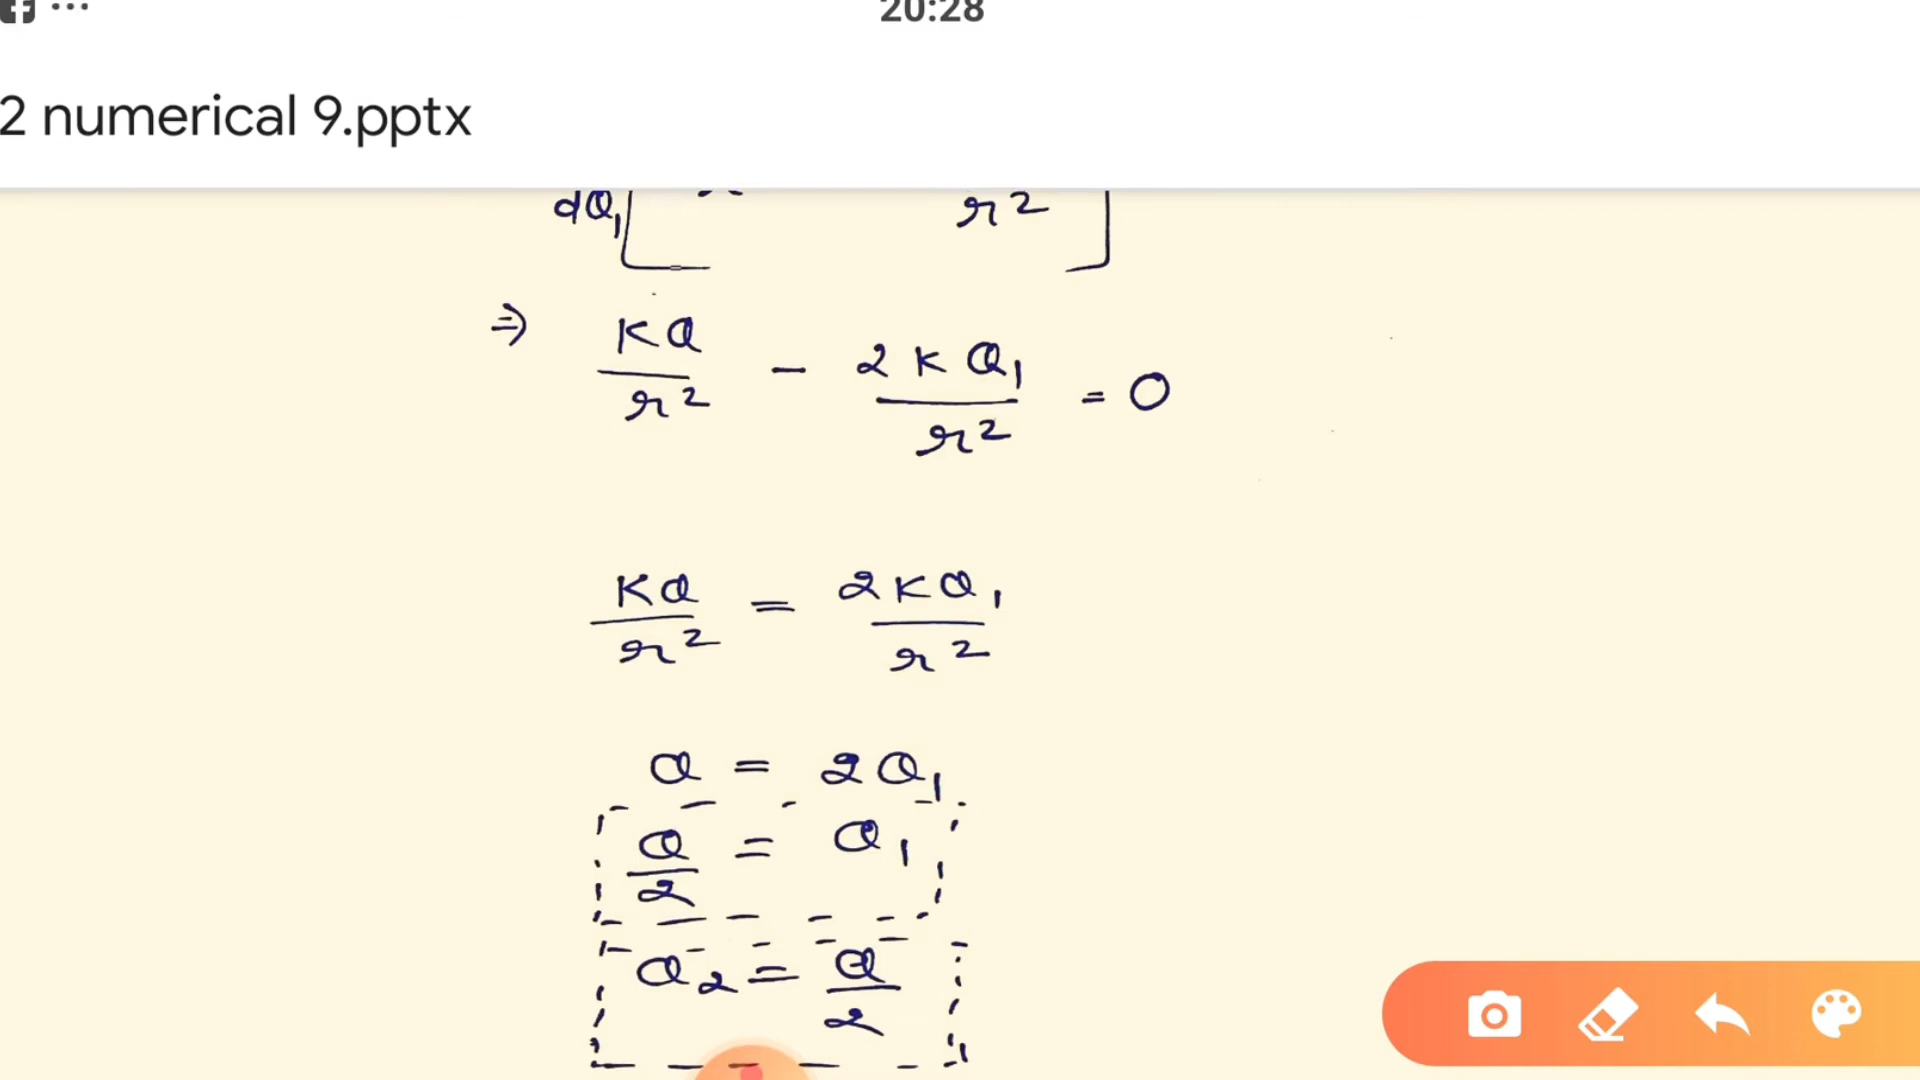 20:28
2 numerical 9.pptx
dQ₁ r²
⇒ KQ/r² - 2KQ₁/r² = 0
KQ/r² = 2KQ₁/r²
Q = 2Q₁
Q/2 = Q₁
Q₂ = Q/2